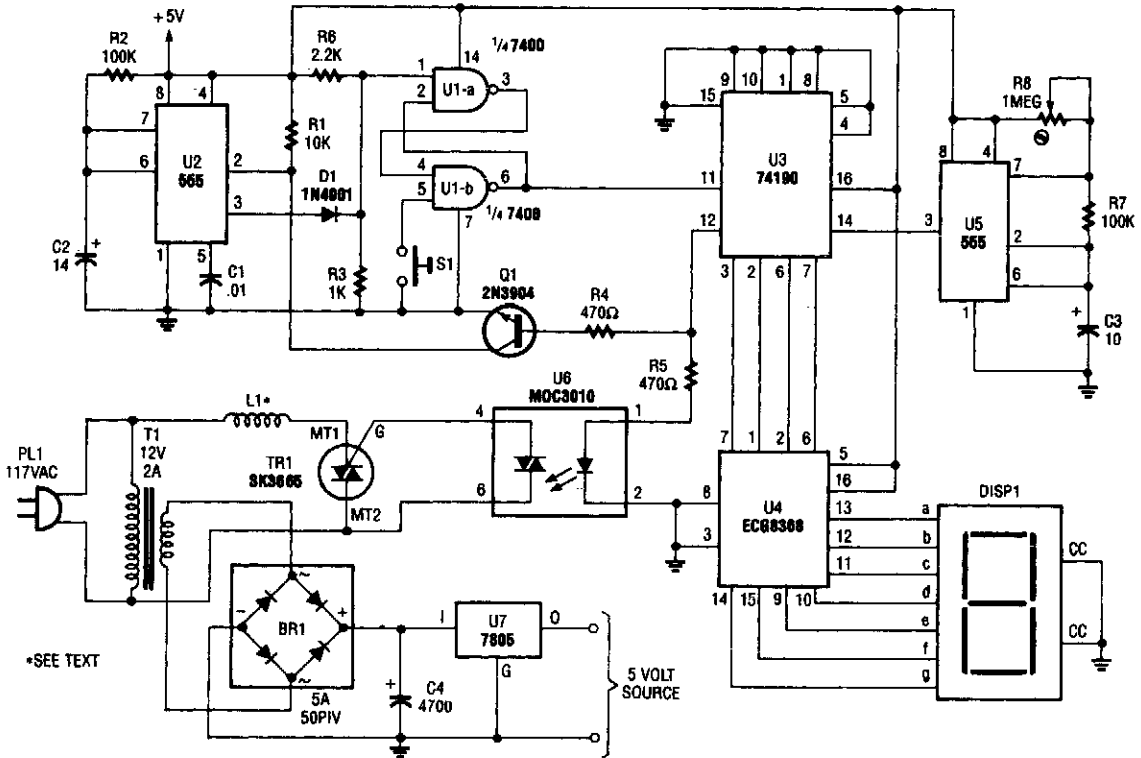 +5V
R2
100K
R6
2.2K
1/4 7400
14
1
2
3
U1-a
8
4
7
6
U2
555
2
3
1
5
R1
10K
D1
1N4001
4
5
U1-b
6
7
1/4 7400
C2
14
+
C1
.01
R3
1K
S1
Q1
2N3904
R4
470Ω
R5
470Ω
9
10
1
8
15
5
4
U3
74190
11
16
12
14
3
2
6
7
R8
1MEG
8
4
7
3
U5
555
2
6
1
R7
100K
+
C3
10
PL1
117VAC
T1
12V
2A
L1*
MT1
G
TR1
SK3665
MT2
U6
MOC3010
4
6
1
2
7
1
2
6
8
3
U4
ECG8368
5
16
13
12
11
14
15
9
10
a
b
c
d
e
f
g
DISP1
CC
CC
*SEE TEXT
~
-
BR1
+
~
5A
50PIV
+
C4
4700
I
U7
7805
O
G
5 VOLT
SOURCE